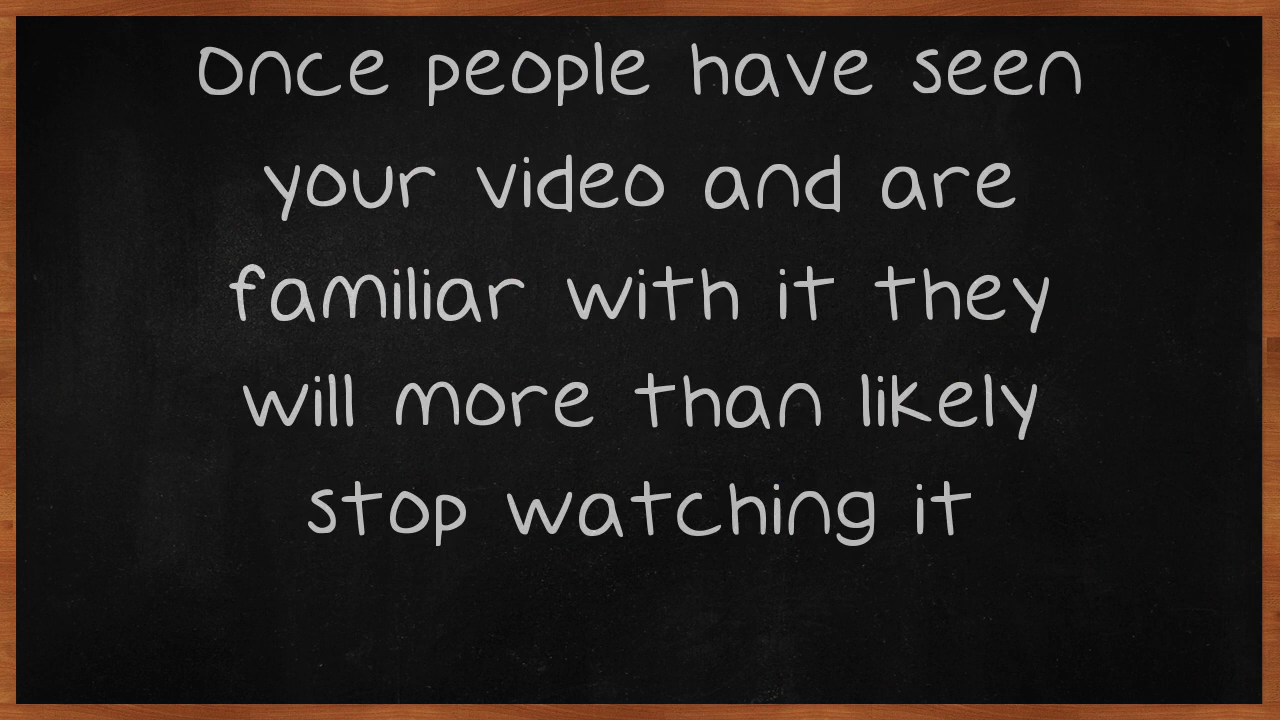 Once people have seen
your video and are
familiar with it they
will more than likely
stop watching it